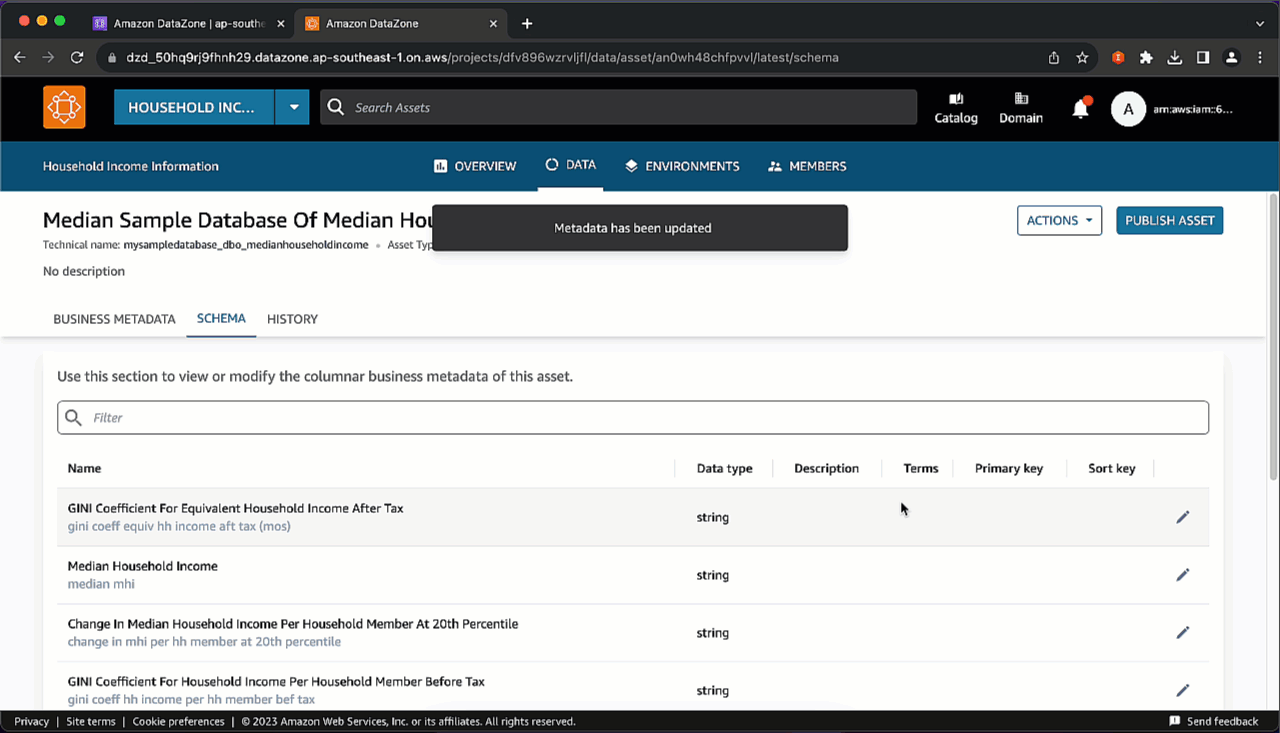 Amazon DataZone | ap-southe
Amazon DataZone
dzd_50hq9rj9fhnh29.datazone.ap-southeast-1.on.aws/projects/dfv896wzrvljfl/data/asset/an0wh48chfpvvl/latest/schema
HOUSEHOLD INC...
Search Assets
Catalog
Domain
A
arn:aws:iam::6...
Household Income Information
OVERVIEW
DATA
ENVIRONMENTS
MEMBERS
Median Sample Database Of Median Hou
Metadata has been updated
ACTIONS
PUBLISH ASSET
Technical name: mysampledatabase_dbo_medianhouseholdincome • Asset Typ
No description
BUSINESS METADATA
SCHEMA
HISTORY
Use this section to view or modify the columnar business metadata of this asset.
Filter
Name Data type Description Terms Primary key Sort key
GINI Coefficient For Equivalent Household Income After Tax
gini coeff equiv hh income aft tax (mos)
string
Median Household Income
median mhi
string
Change In Median Household Income Per Household Member At 20th Percentile
change in mhi per hh member at 20th percentile
string
GINI Coefficient For Household Income Per Household Member Before Tax
gini coeff hh income per hh member bef tax
string
Privacy | Site terms | Cookie preferences | © 2023 Amazon Web Services, Inc. or its affiliates. All rights reserved.
Send feedback